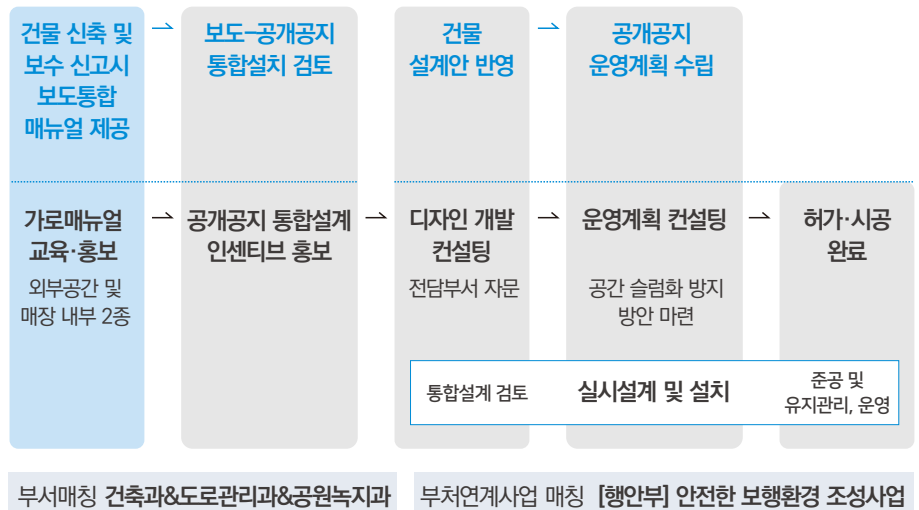 건물 신축 및
보수 신고시
보도통합
매뉴얼 제공
보도-공개공지
통합설치 검토
건물
설계안 반영
공개공지
운영계획 수립
가로매뉴얼
교육·홍보
외부공간 및
매장 내부 2종
공개공지 통합설계
인센티브 홍보
디자인 개발
컨설팅
전담부서 자문
운영계획 컨설팅
공간 슬럼화 방지
방안 마련
허가·시공
완료
통합설계 검토
실시설계 및 설치
준공 및
유지관리, 운영
부서매칭 건축과&도로관리과&공원녹지과
부처연계사업 매칭 [행안부] 안전한 보행환경 조성사업